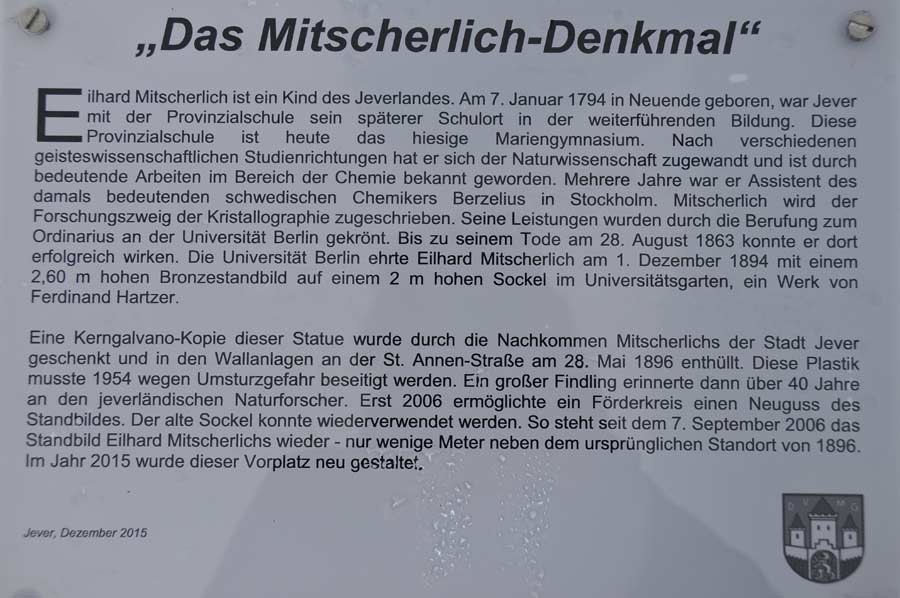 „Das Mitscherlich-Denkmal“
Eilhard Mitscherlich ist ein Kind des Jeverlandes. Am 7. Januar 1794 in Neuende geboren, war Jever
mit der Provinzialschule sein späterer Schulort in der weiterführenden Bildung. Diese
Provinzialschule ist heute das hiesige Mariengymnasium. Nach verschiedenen
geisteswissenschaftlichen Studienrichtungen hat er sich der Naturwissenschaft zugewandt und ist durch
bedeutende Arbeiten im Bereich der Chemie bekannt geworden. Mehrere Jahre war er Assistent des
damals bedeutenden schwedischen Chemikers Berzelius in Stockholm. Mitscherlich wird der
Forschungszweig der Kristallographie zugeschrieben. Seine Leistungen wurden durch die Berufung zum
Ordinarius an der Universität Berlin gekrönt. Bis zu seinem Tode am 28. August 1863 konnte er dort
erfolgreich wirken. Die Universität Berlin ehrte Eilhard Mitscherlich am 1. Dezember 1894 mit einem
2,60 m hohen Bronzestandbild auf einem 2 m hohen Sockel im Universitätsgarten, ein Werk von
Ferdinand Hartzer.
Eine Kerngalvano-Kopie dieser Statue wurde durch die Nachkommen Mitscherlichs der Stadt Jever
geschenkt und in den Wallanlagen an der St. Annen-Straße am 28. Mai 1896 enthüllt. Diese Plastik
musste 1954 wegen Umsturzgefahr beseitigt werden. Ein großer Findling erinnerte dann über 40 Jahre
an den jeverländischen Naturforscher. Erst 2006 ermöglichte ein Förderkreis einen Neuguss des
Standbildes. Der alte Sockel konnte wiederverwendet werden. So steht seit dem 7. September 2006 das
Standbild Eilhard Mitscherlichs wieder - nur wenige Meter neben dem ursprünglichen Standort von 1896.
Im Jahr 2015 wurde dieser Vorplatz neu gestaltet.
Jever, Dezember 2015
D V M G